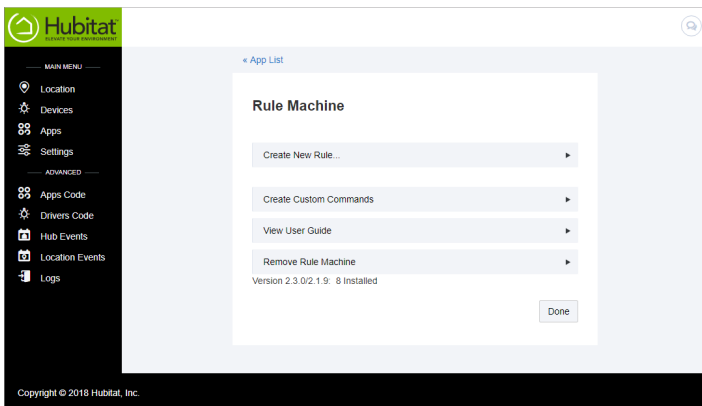 Hubitat
ELEVATE YOUR ENVIRONMENT
MAIN MENU
Location
Devices
Apps
Settings
ADVANCED
Apps Code
Drivers Code
Hub Events
Location Events
Logs
« App List
Rule Machine
Create New Rule...
Create Custom Commands
View User Guide
Remove Rule Machine
Version 2.3.0/2.1.9: 8 Installed
Done
Copyright © 2018 Hubitat, Inc.